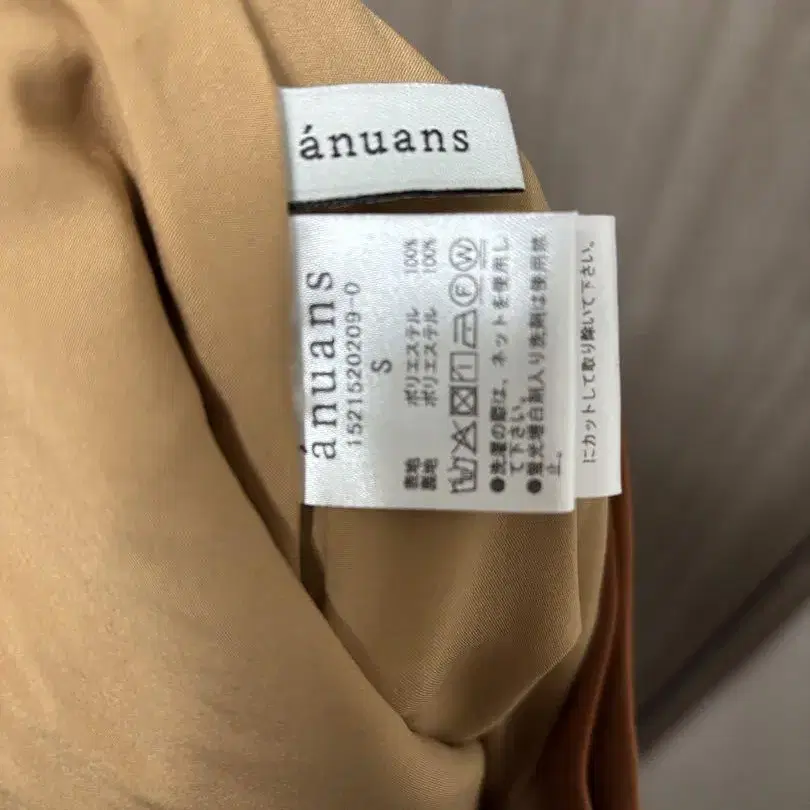 ánuans
ánuans
1521520209-0
S
表地 ポリエステル 100%
裏地 ポリエステル 100%
F W
●洗濯の際は、ネットを使用し
て下さい。
●蛍光増白剤入り洗剤は使用禁
止。
にカットして取り除いて下さい。